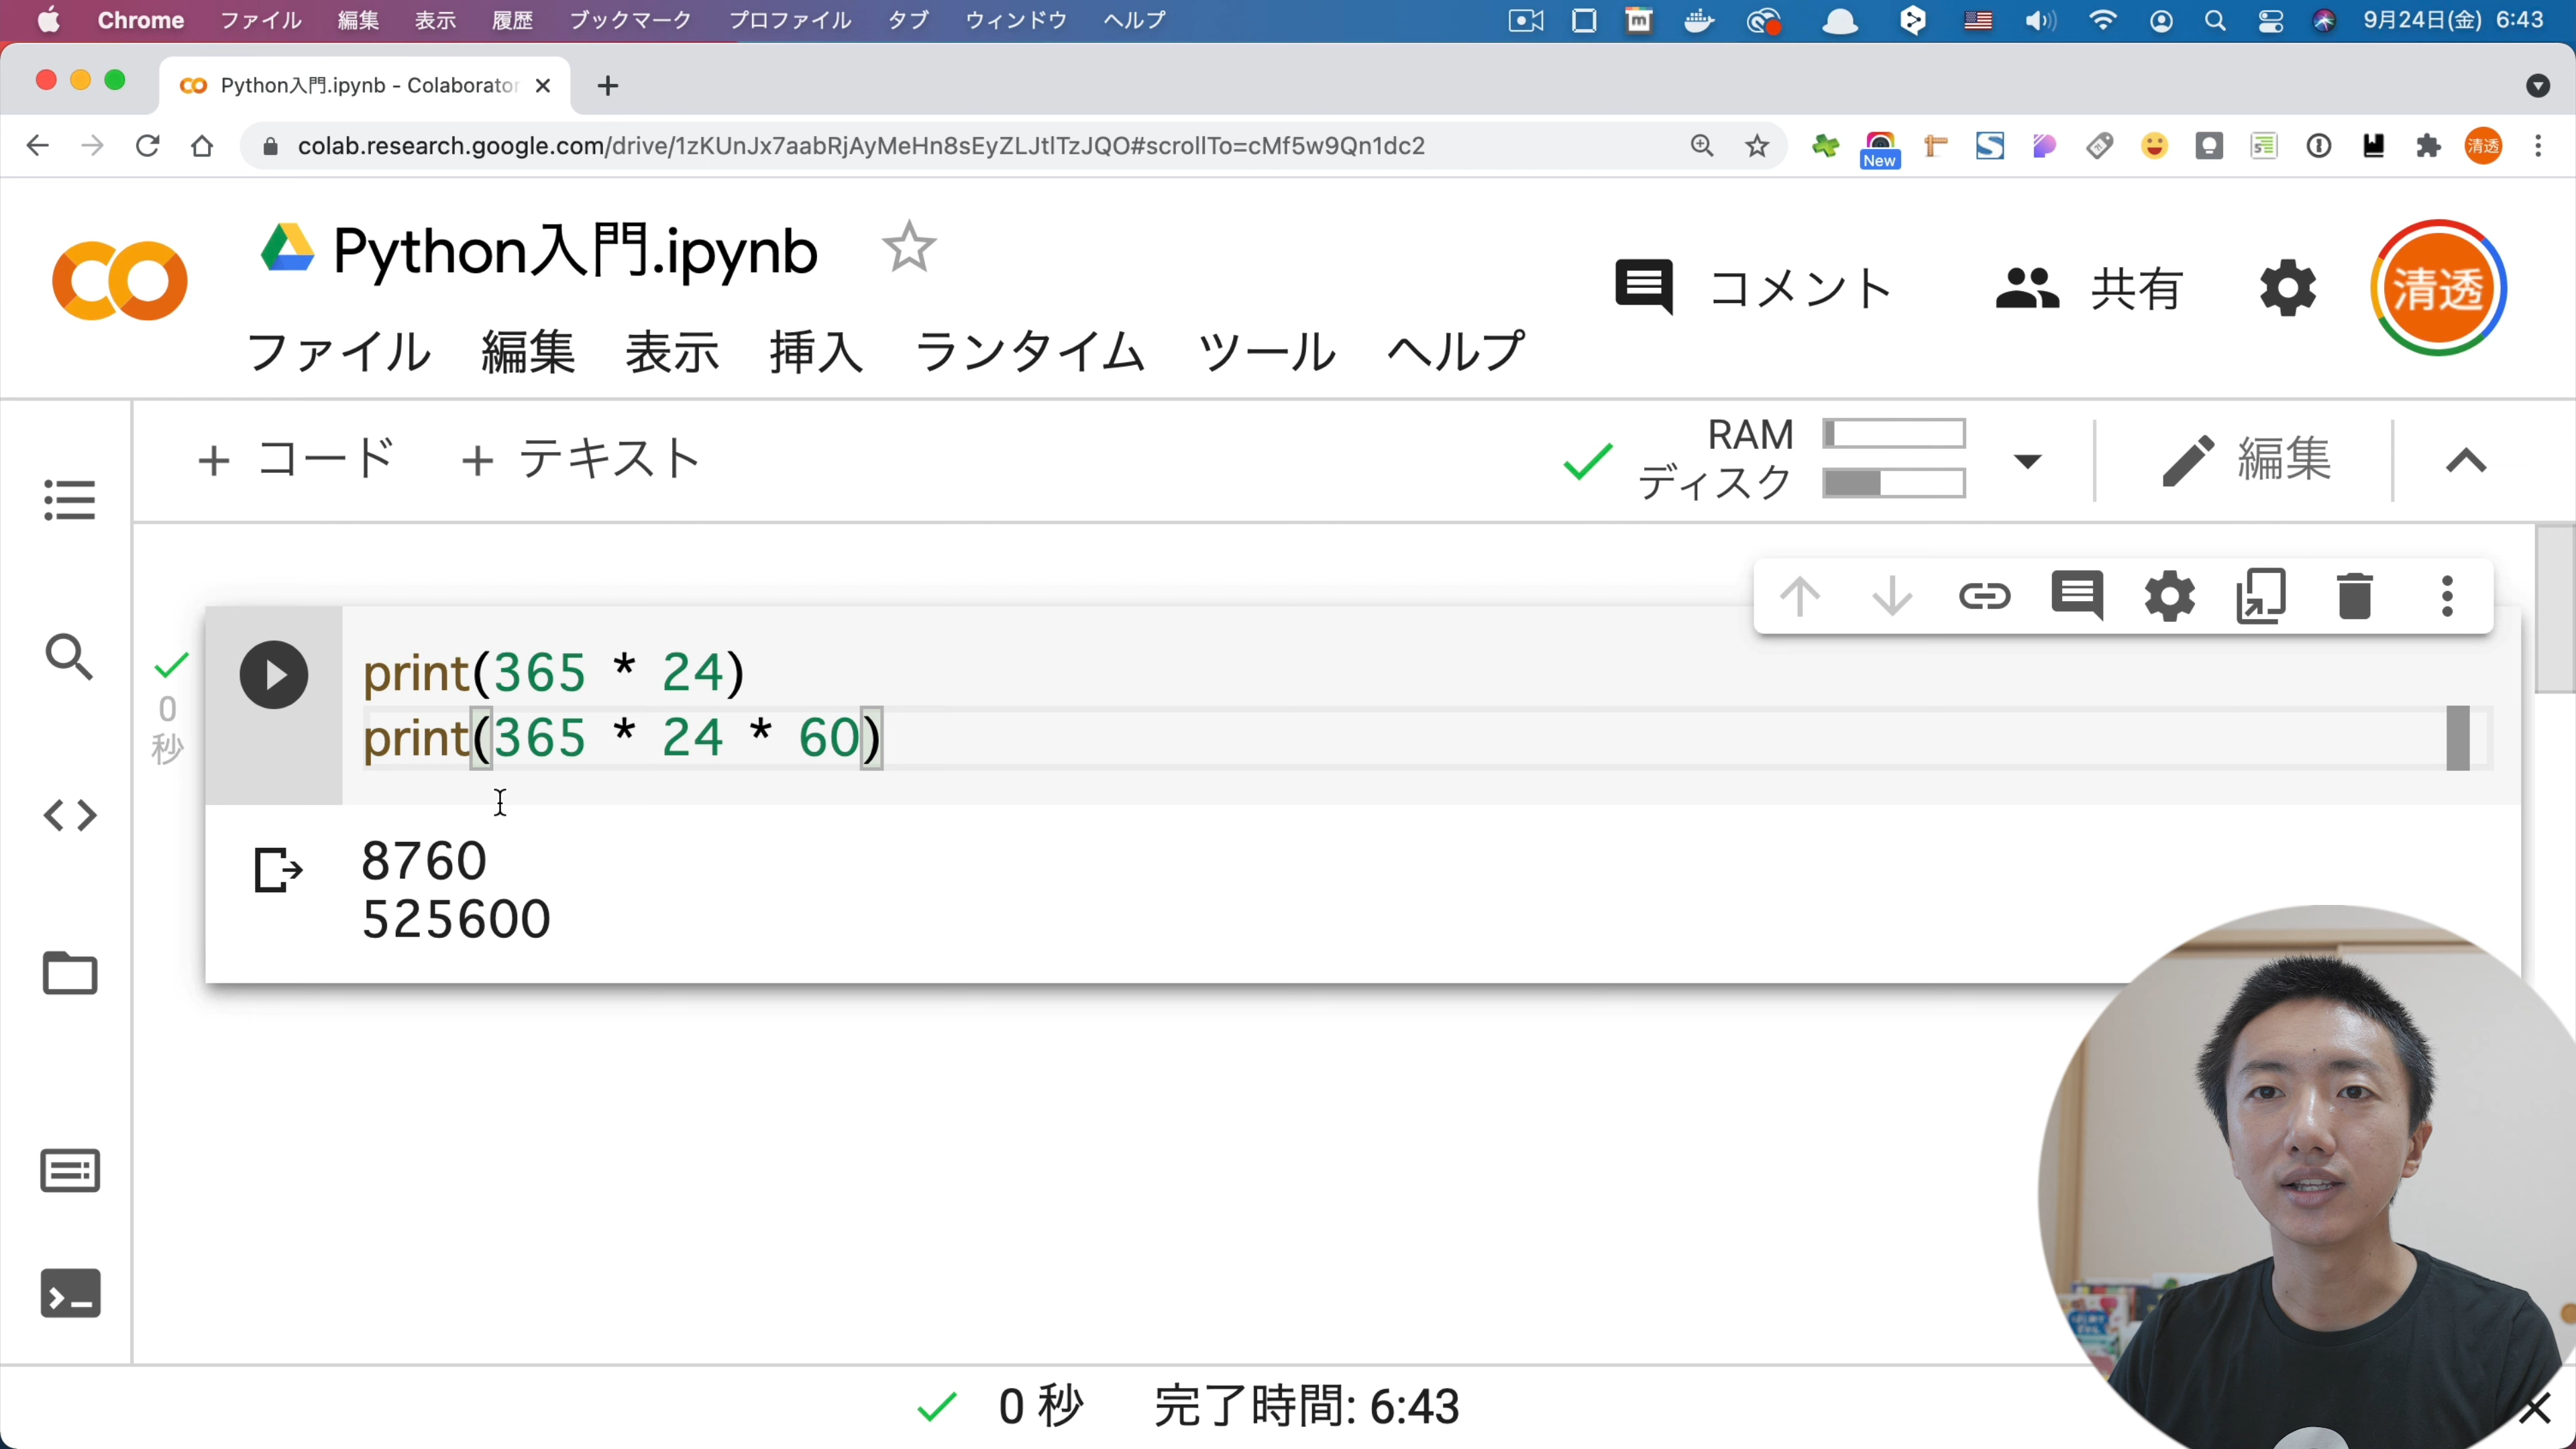 Chrome ファイル 編集 表示 履歴 ブックマーク プロファイル タブ ウィンドウ ヘルプ 9月24日(金) 6:43
Python入門.ipynb - Colaborator
colab.research.google.com/drive/1zKUnJx7aabRjAyMeHn8sEyZLJtITzJQO#scrollTo=cMf5w9Qn1dc2
New
清透
Python入門.ipynb
コメント 共有 清透
ファイル 編集 表示 挿入 ランタイム ツール ヘルプ
+ コード + テキスト
RAM
ディスク
編集
0
秒
print(365 * 24)
print(365 * 24 * 60)
8760
525600
0 秒 完了時間: 6:43